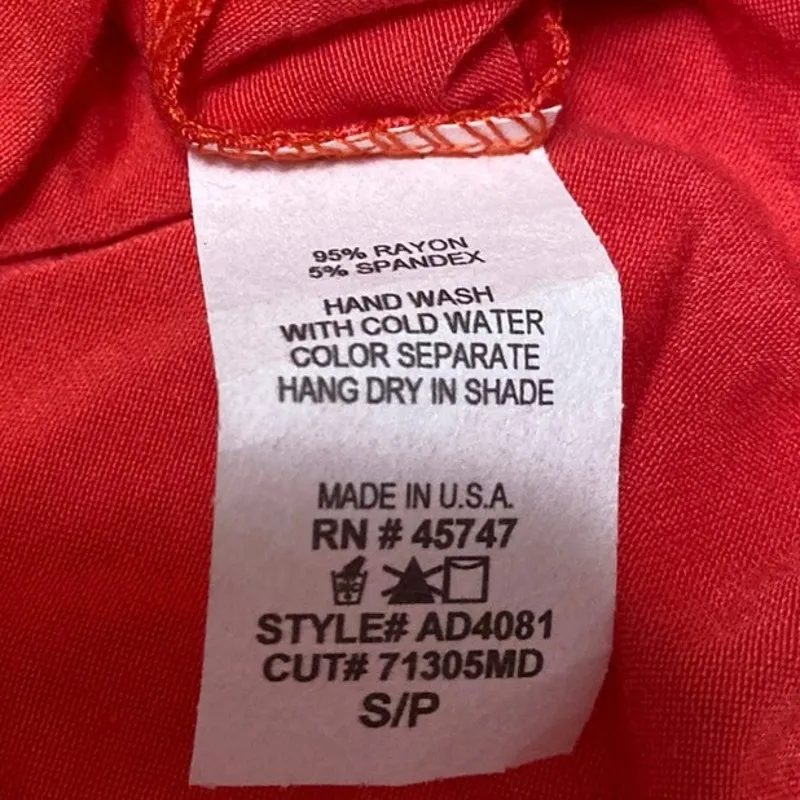 95% RAYON
5% SPANDEX
HAND WASH
WITH COLD WATER
COLOR SEPARATE
HANG DRY IN SHADE
MADE IN U.S.A.
RN # 45747
STYLE# AD4081
CUT# 71305MD
S/P